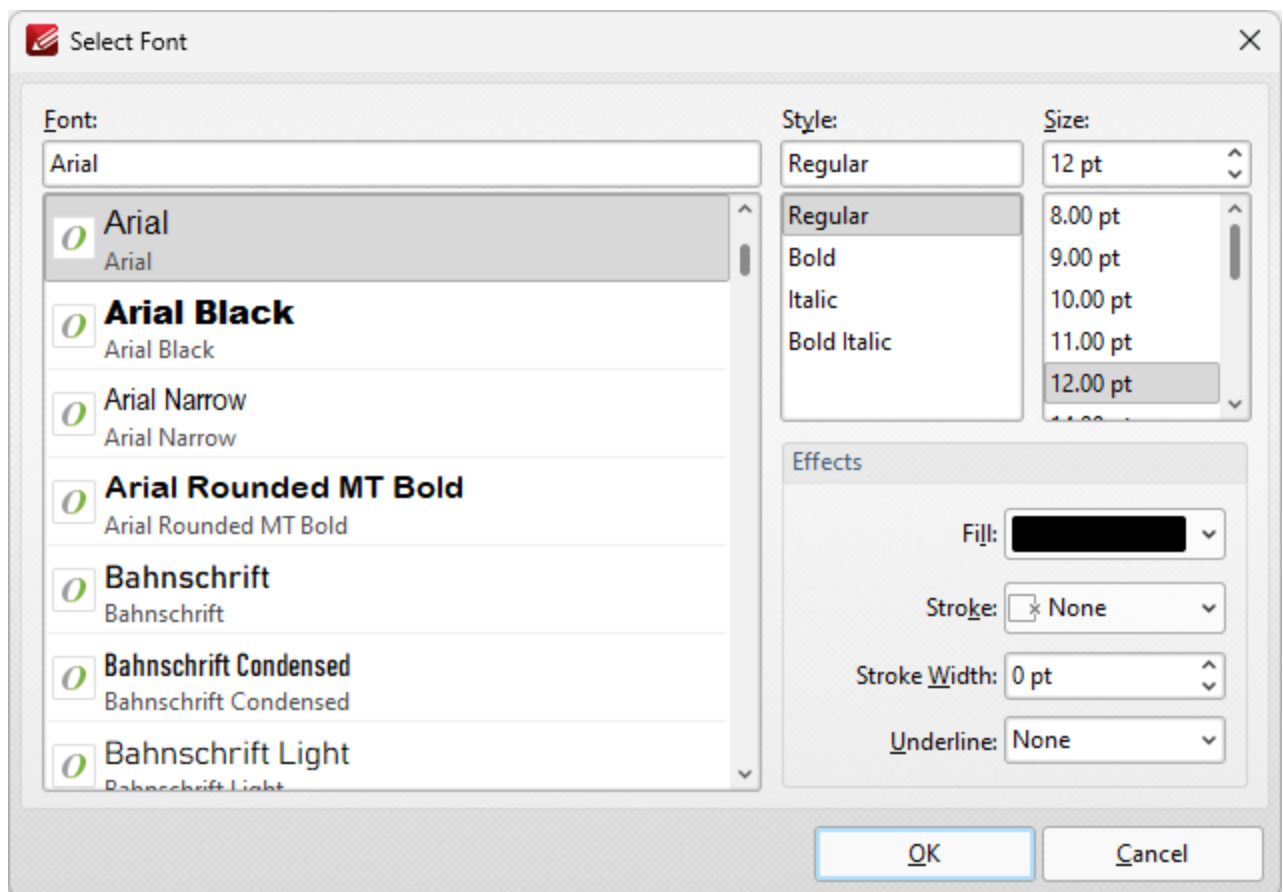 Select Font
Font:
Arial
Arial
Arial
Arial Black
Arial Black
Arial Narrow
Arial Narrow
Arial Rounded MT Bold
Arial Rounded MT Bold
Bahnschrift
Bahnschrift
Bahnschrift Condensed
Bahnschrift Condensed
Bahnschrift Light
Bahnschrift Light
Style:
Regular
Regular
Bold
Italic
Bold Italic
Size:
12 pt
8.00 pt
9.00 pt
10.00 pt
11.00 pt
12.00 pt
Effects
Fill:
Stroke: None
Stroke Width: 0 pt
Underline: None
OK
Cancel